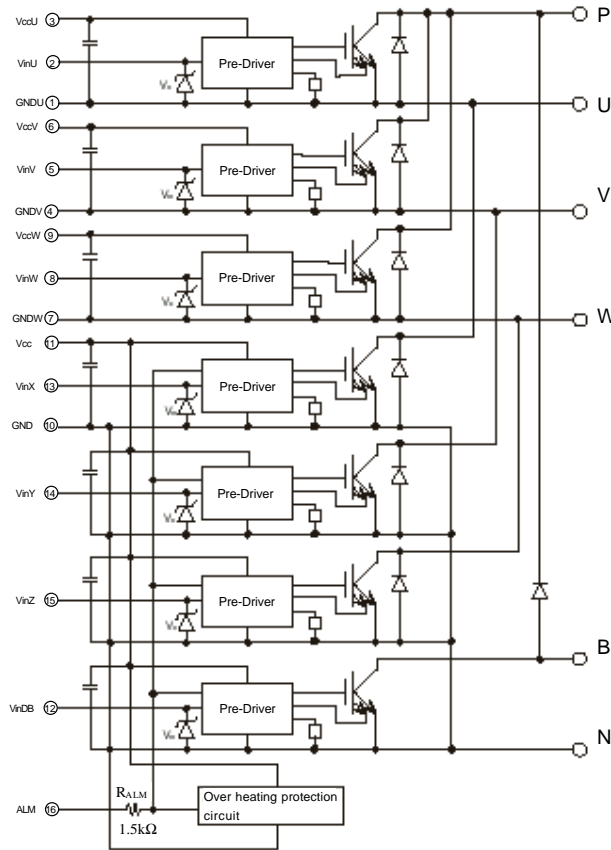 VccU 3 P
VinU 2 Pre-Driver
GNDU 1 U
VccV 6
VinV 5 Pre-Driver
GNDV 4 V
VccW 9
VinW 8 Pre-Driver
GNDW 7 W
Vcc 11
VinX 13 Pre-Driver
GND 10
VinY 14 Pre-Driver
VinZ 15 Pre-Driver
B
VinDB 12 Pre-Driver
N
RALM
ALM 16
1.5kΩ
Over heating protection
circuit